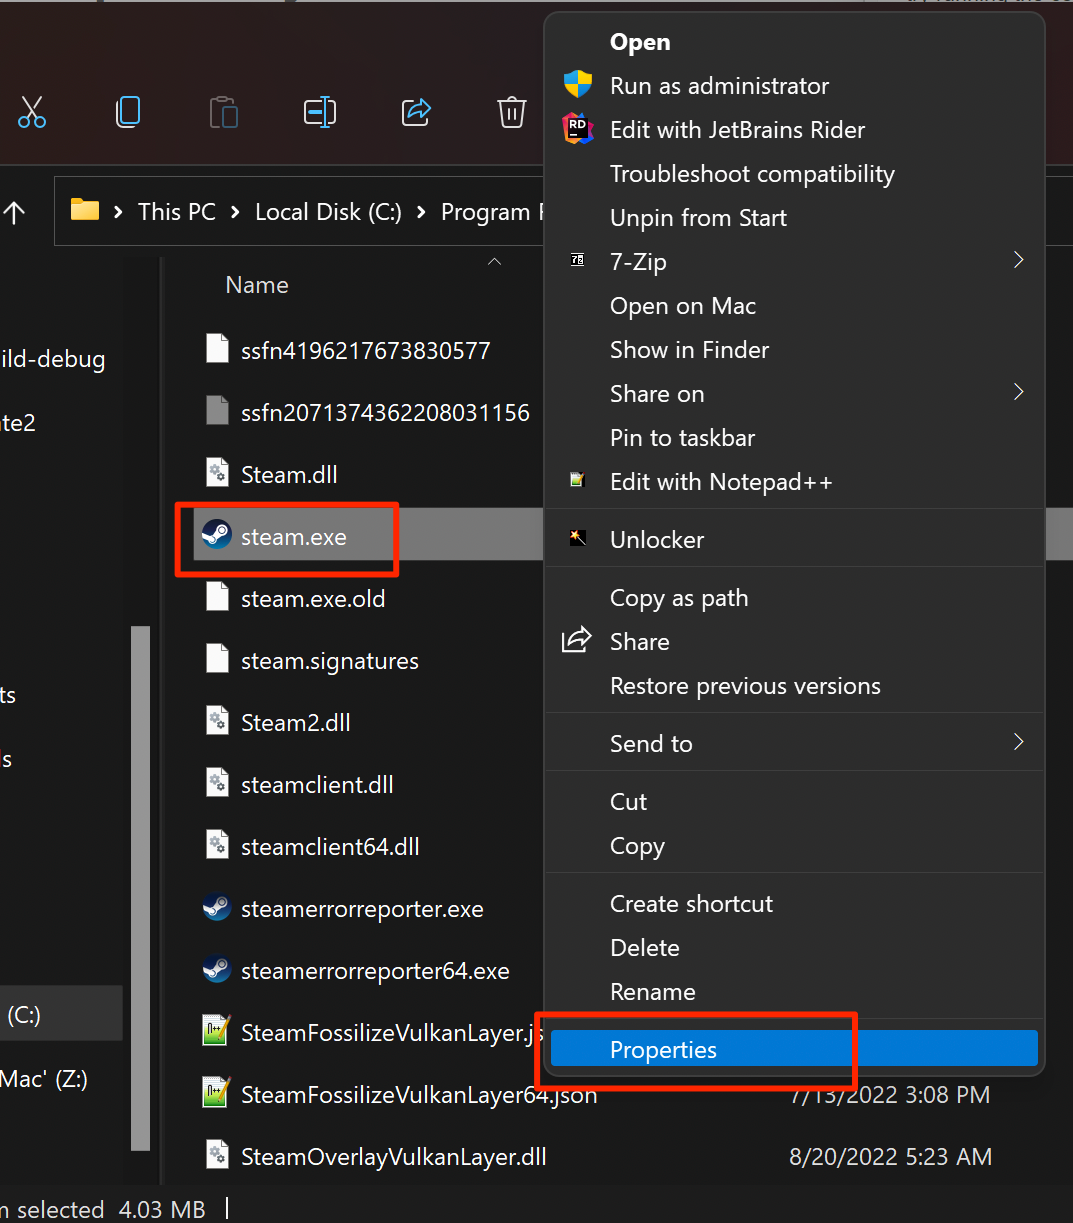 This PC > Local Disk (C:) > Program
Name
ild-debug
ate2
ts
(C:)
Mac' (Z:)
ssfn4196217673830577
ssfn2071374362208031156
Steam.dll
steam.exe
steam.exe.old
steam.signatures
Steam2.dll
steamclient.dll
steamclient64.dll
steamerrorreporter.exe
steamerrorreporter64.exe
SteamFossilizeVulkanLayer.js
SteamFossilizeVulkanLayer64.json 7/13/2022 3:08 PM
SteamOverlayVulkanLayer.dll 8/20/2022 5:23 AM
selected 4.03 MB
Open
Run as administrator
RD
Edit with JetBrains Rider
Troubleshoot compatibility
Unpin from Start
7-Zip
Open on Mac
Show in Finder
Share on
Pin to taskbar
Edit with Notepad++
Unlocker
Copy as path
Share
Restore previous versions
Send to
Cut
Copy
Create shortcut
Delete
Rename
Properties